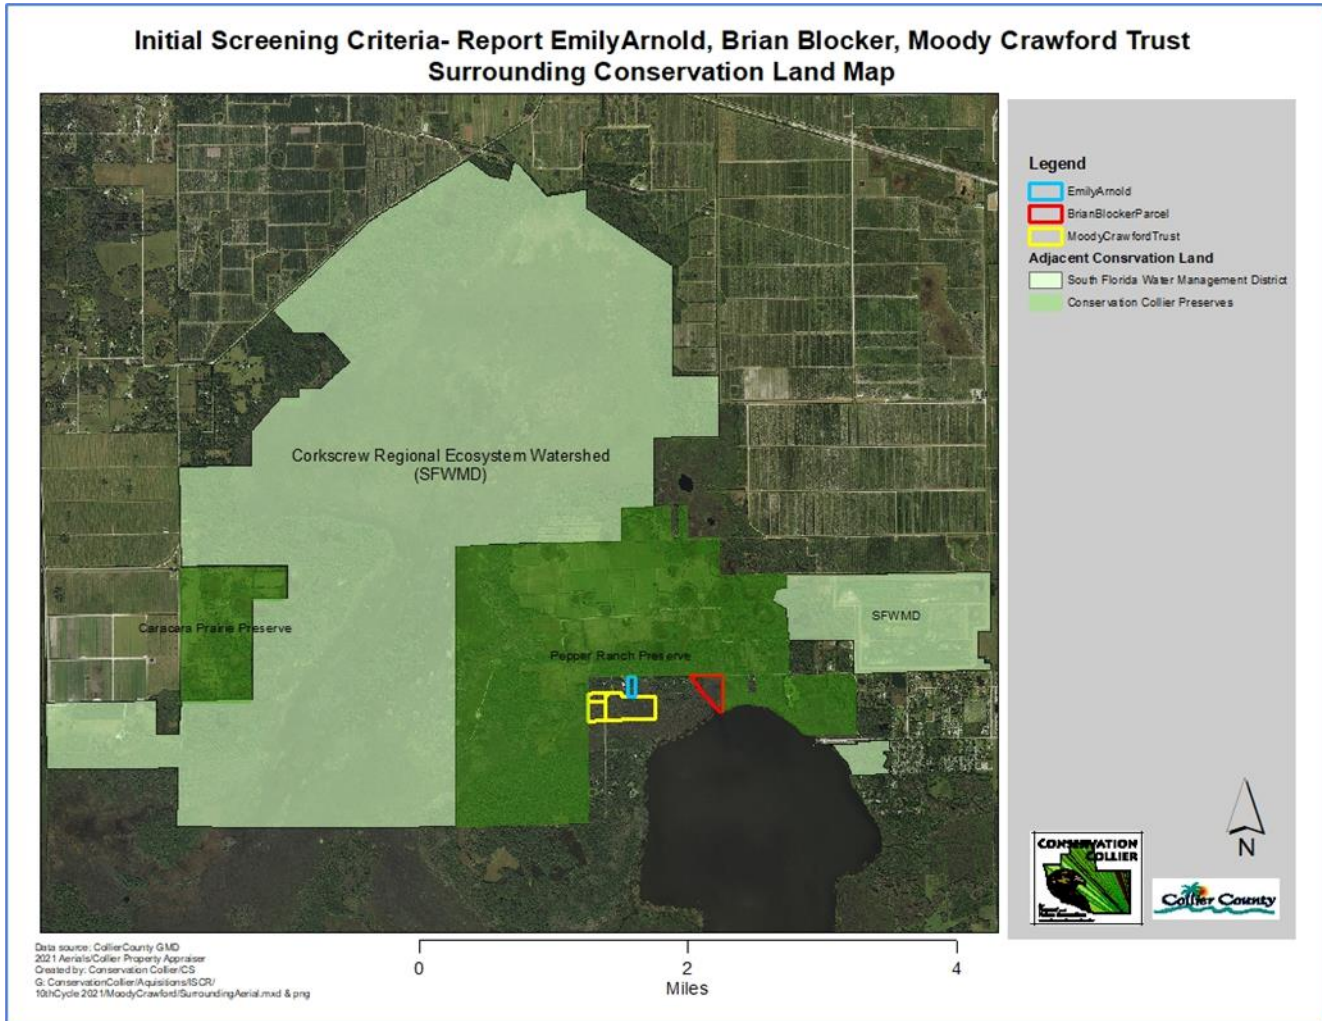 Initial Screening Criteria- Report EmilyArnold, Brian Blocker, Moody Crawford Trust
Surrounding Conservation Land Map
Legend
EmilyArnold
BrianBlockerParcel
MoodyCrawfordTrust
Adjacent Consrvation Land
South Florida Water Management District
Conservation Collier Preserves
Corkscrew Regional Ecosystem Watershed
(SFWMD)
Caracara Prairie Preserve
SFWMD
Pepper Ranch Preserve
N
CONSERVATION
COLLIER
Collier County
Data source: CollierCounty GMD
2021 Aerials/Collier Property Appraiser
Created by: Conservation Collier/CS
G: ConservationCollier/Aquisitions/ISCR/
10thCycle 2021/MoodyCrawford/SurroundingAerial.mxd & png
0 2 4
Miles